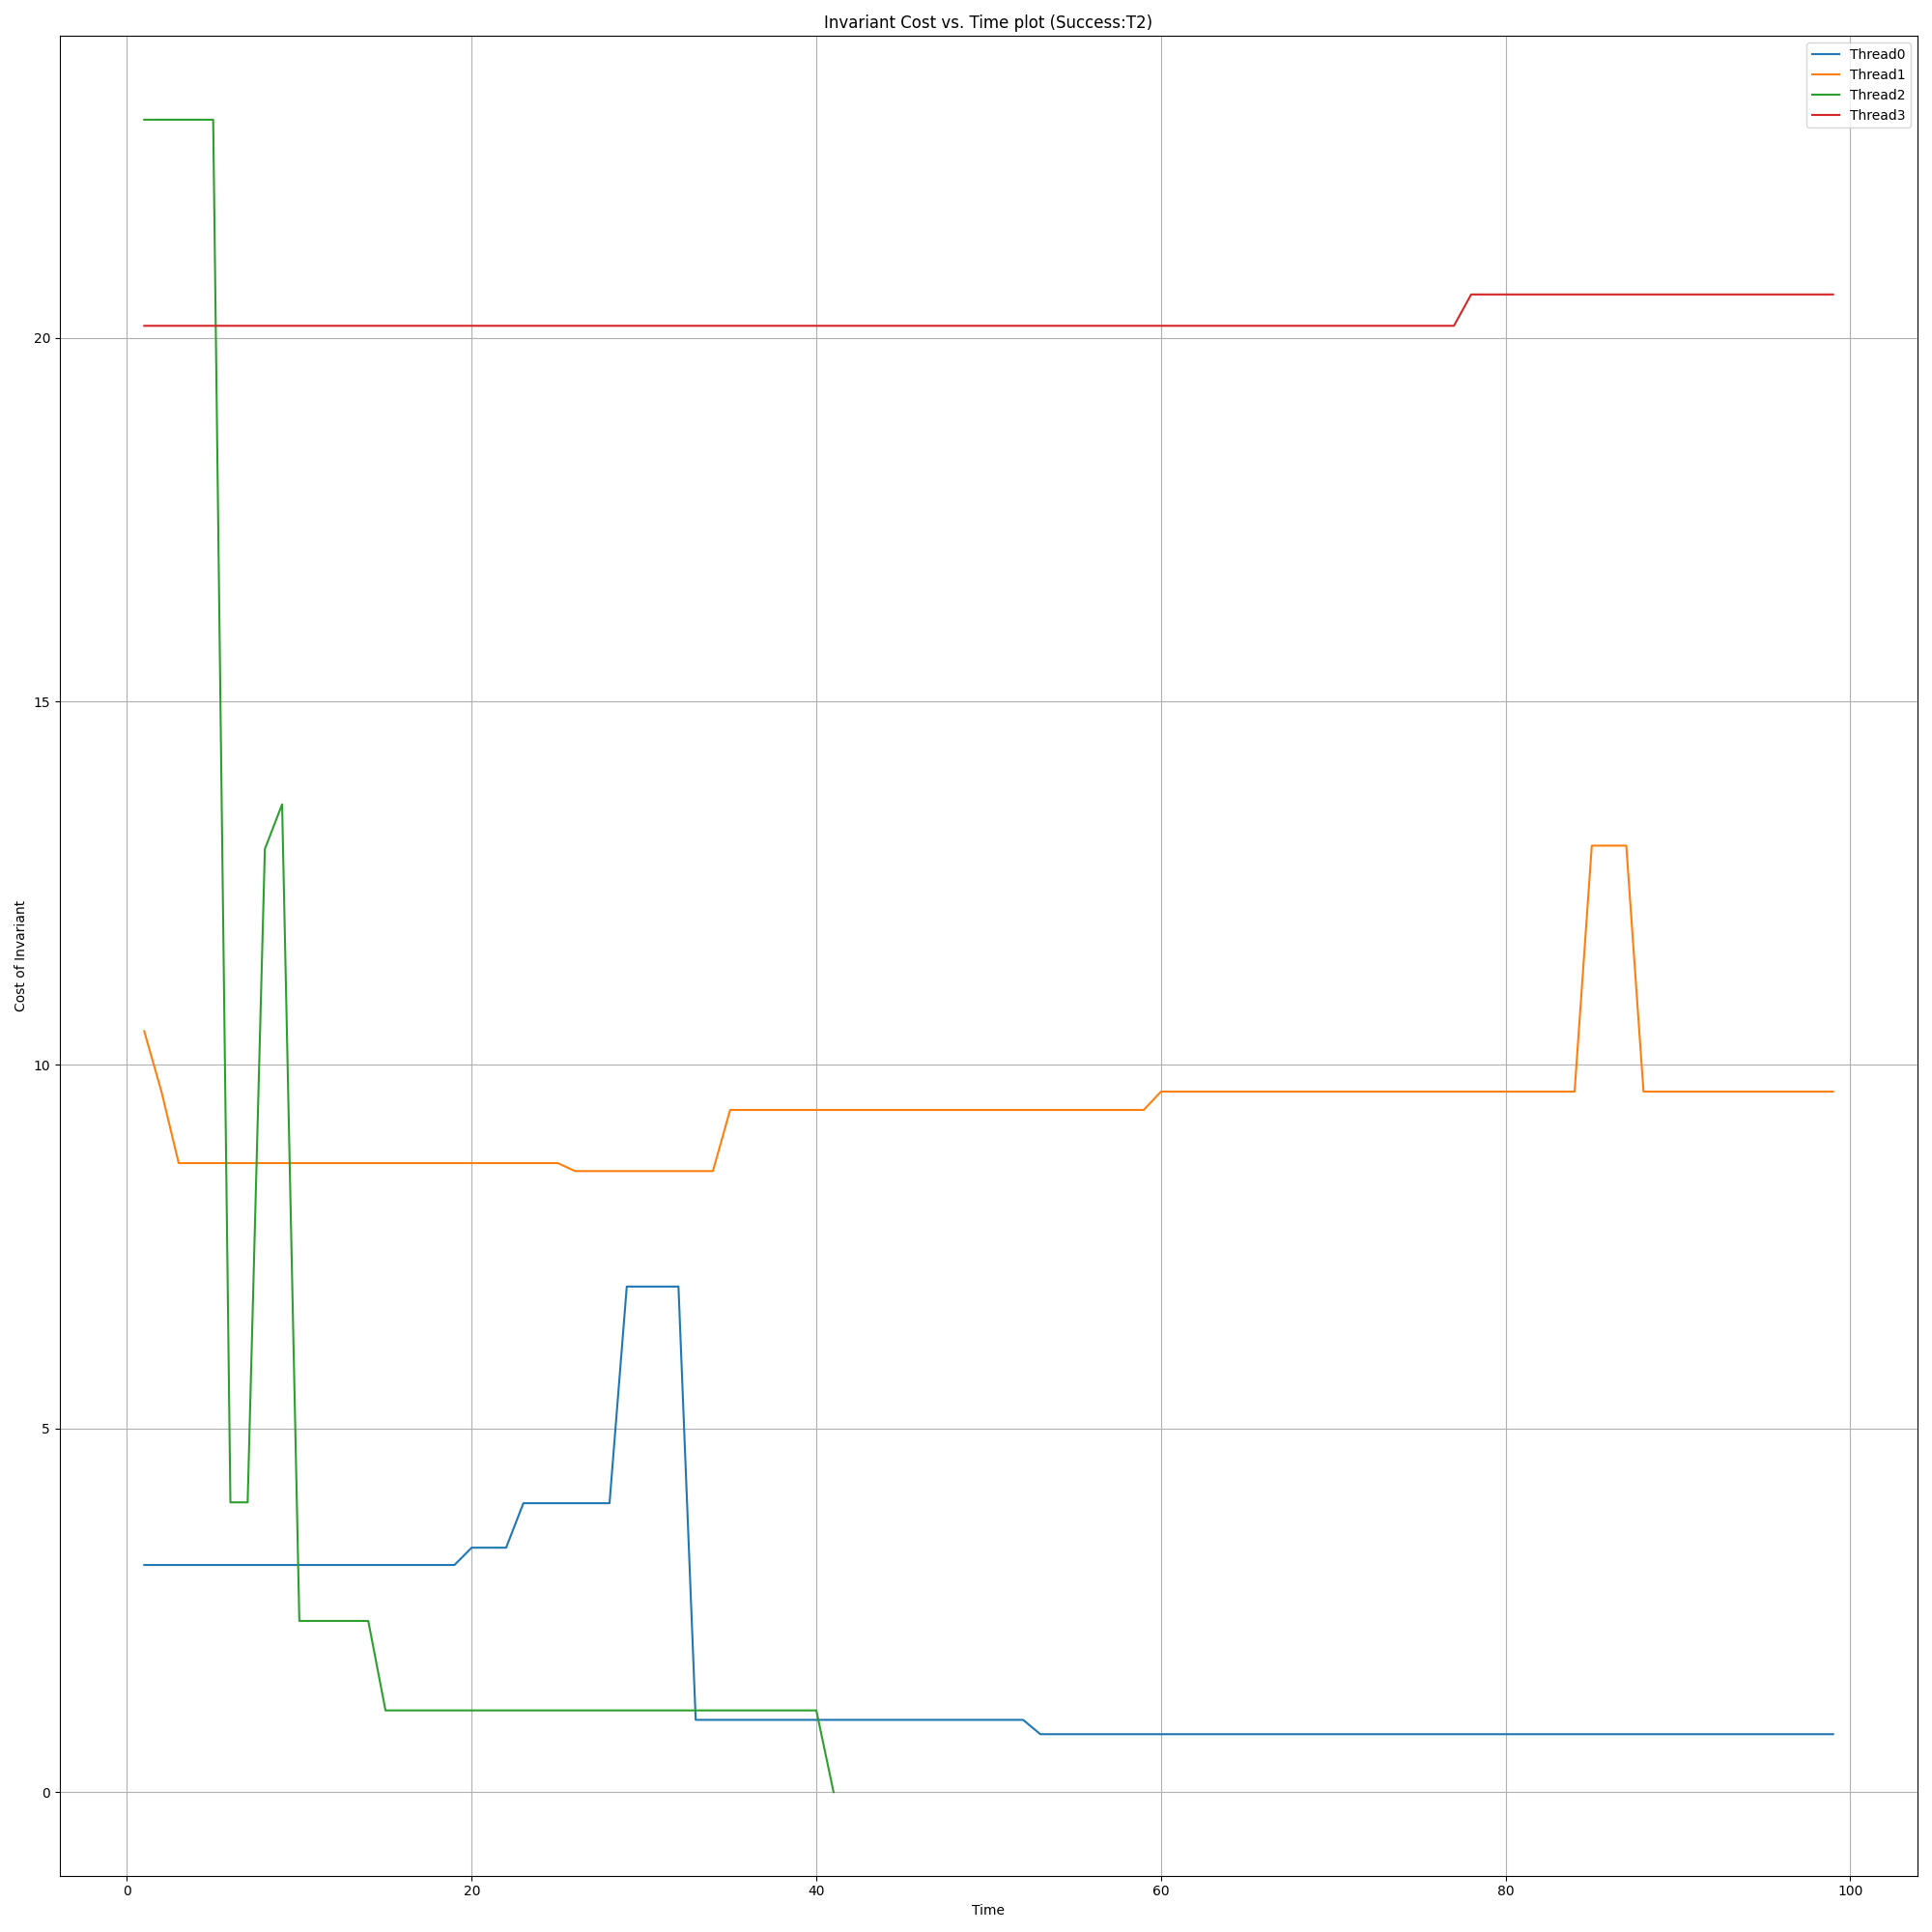 Invariant Cost vs. Time plot (Success:T2)
Thread0
Thread1
Thread2
Thread3
Cost of Invariant
20
15
10
5
0
0 20 40 60 80 100
Time